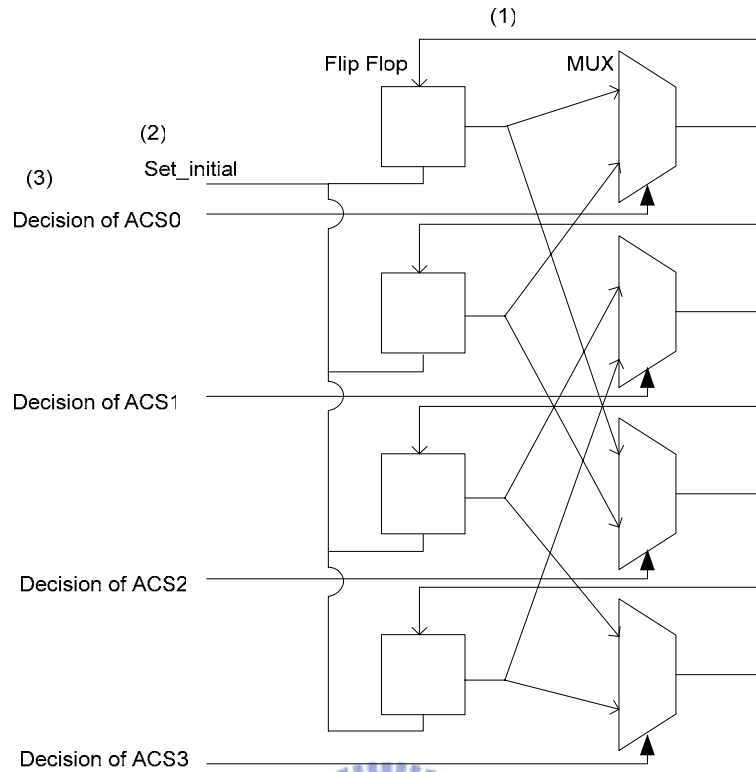 (1)
Flip Flop
MUX
(2)
Set_initial
(3)
Decision of ACS0
Decision of ACS1
Decision of ACS2
Decision of ACS3